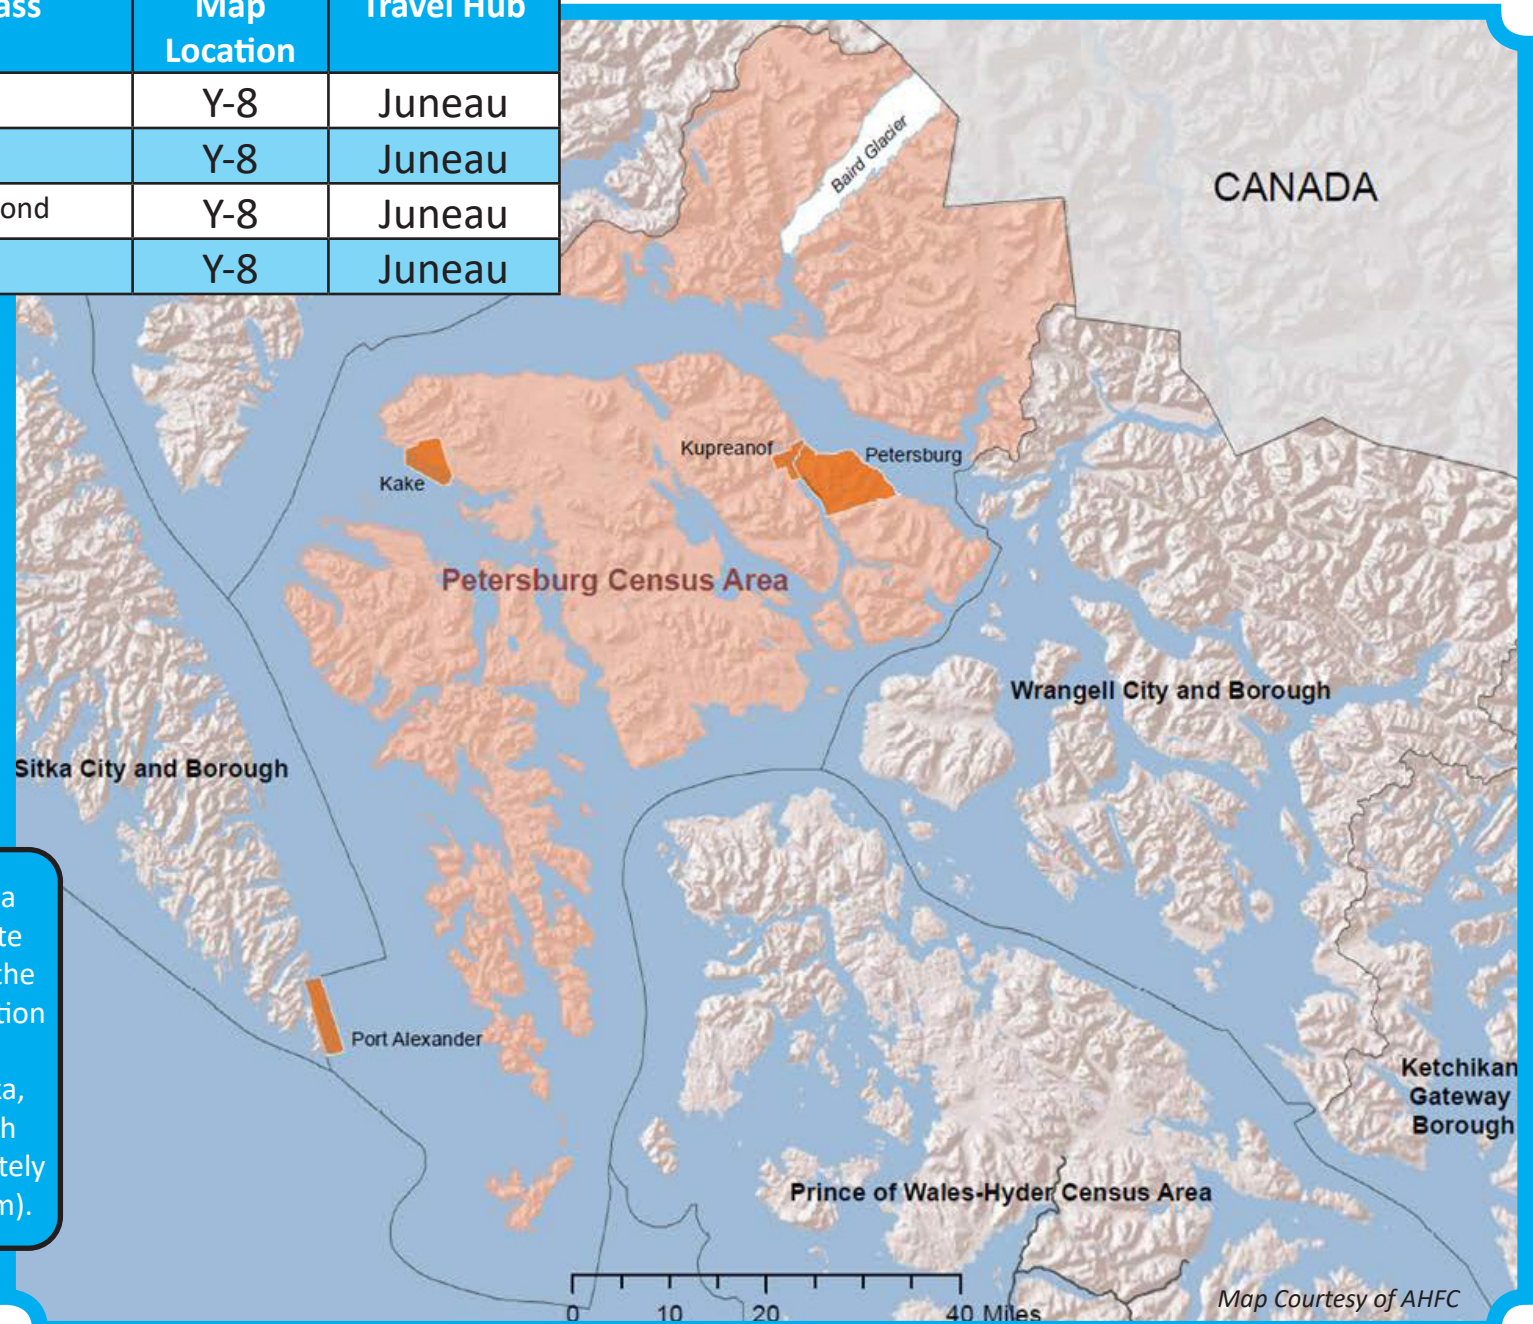 ass Map Travel Hub
Location
Y-8 Juneau
Y-8 Juneau
ond Y-8 Juneau
Y-8 Juneau
Baird Glacier
CANADA
Kupreanof
Petersburg
Kake
Petersburg Census Area
Wrangell City and Borough
Sitka City and Borough
a
te
the
tion
ka,
h
tely
m).
Port Alexander
Ketchikan
Gateway
Borough
Prince of Wales-Hyder Census Area
0 10 20 40 Miles
Map Courtesy of AHFC